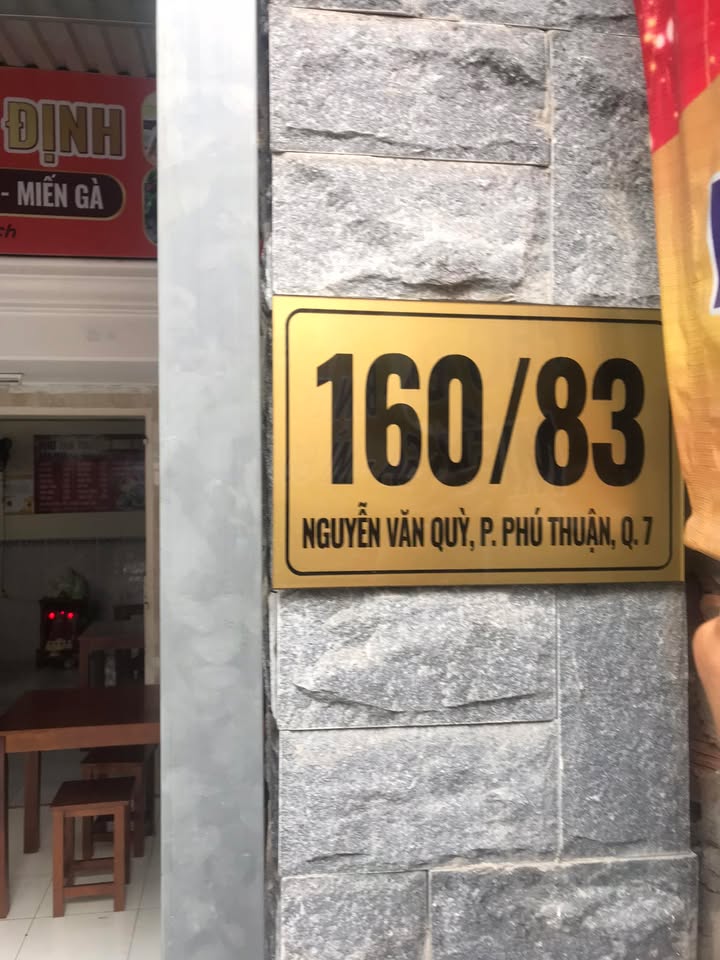 ĐỊNH
- MIẾN GÀ
160/83
NGUYỄN VĂN QUỲ, P. PHÚ THUẬN, Q. 7